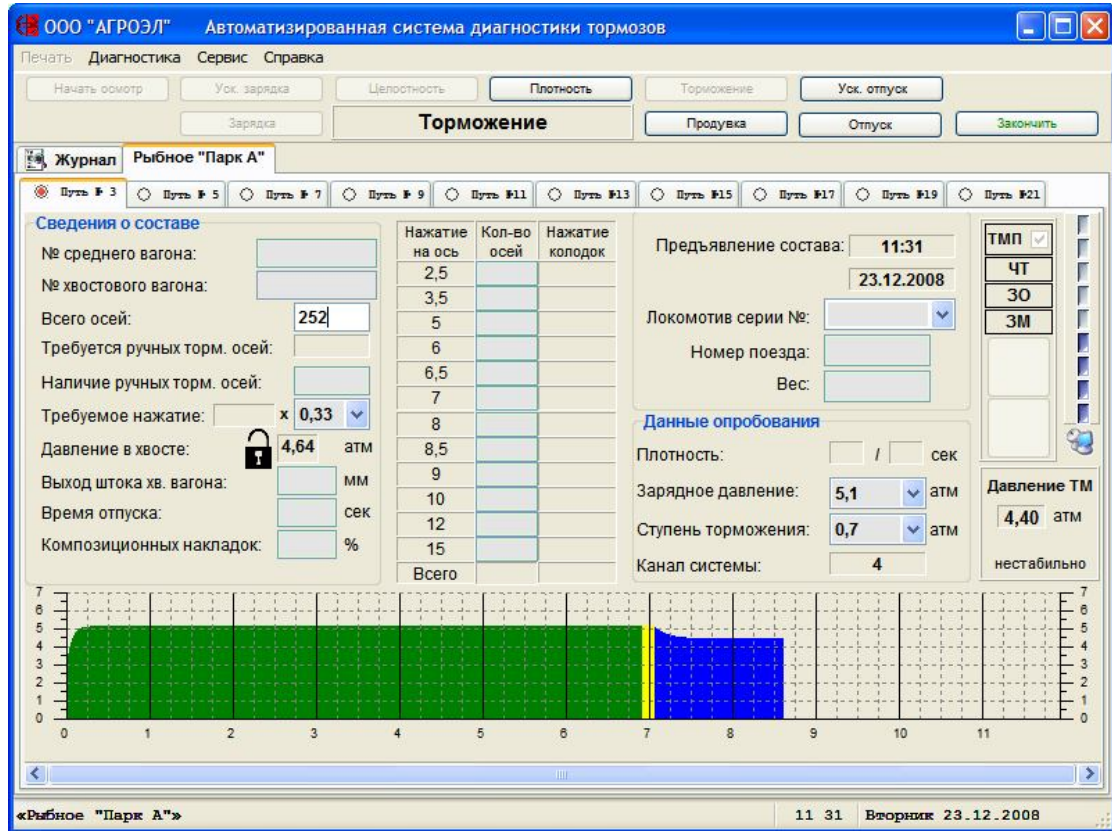 ООО "АГРОЭЛ" Автоматизированная система диагностики тормозов
Печать Диагностика Сервис Справка
Начать осмотр Уск. зарядка Целостность Плотность Торможение Уск. отпуск
Зарядка Торможение Продувка Отпуск Закончить
Журнал Рыбное "Парк А"
Путь № 3 Путь № 5 Путь № 7 Путь № 9 Путь №11 Путь №13 Путь №15 Путь №17 Путь №19 Путь №21
Сведения о составе
№ среднего вагона:
№ хвостового вагона:
Всего осей: 252
Требуется ручных торм. осей:
Наличие ручных торм. осей:
Требуемое нажатие: x 0,33
Давление в хвосте: 4,64 атм
Выход штока хв. вагона: мм
Время отпуска: сек
Композиционных накладок: %
Нажатие на ось Кол-во осей Нажатие колодок
2,5
3,5
5
6
6,5
7
8
8,5
9
10
12
15
Всего
Предъявление состава: 11:31
23.12.2008
Локомотив серии №:
Номер поезда:
Вес:
Данные опробования
Плотность: / сек
Зарядное давление: 5,1 атм
Ступень торможения: 0,7 атм
Канал системы: 4
ТМП
ЧТ
ЗО
ЗМ
Давление ТМ
4,40 атм
нестабильно
7 7
6 6
5 5
4 4
3 3
2 2
1 1
0 0
0 1 2 3 4 5 6 7 8 9 10 11
«Рыбное "Парк А"» 11 31 Вторник 23.12.2008